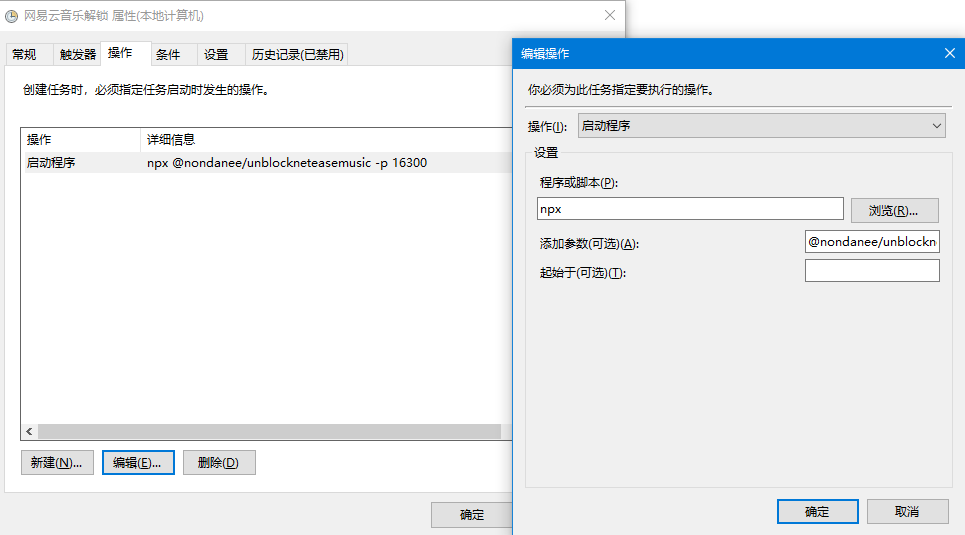 网易云音乐解锁 属性(本地计算机)
常规 触发器 操作 条件 设置 历史记录(已禁用)
创建任务时，必须指定任务启动时发生的操作。
操作 详细信息
启动程序 npx @nondanee/unblockneteasemusic -p 16300
新建(N)... 编辑(E)... 删除(D)
确定
编辑操作
你必须为此任务指定要执行的操作。
操作(I): 启动程序
设置
程序或脚本(P):
npx 浏览(R)...
添加参数(可选)(A): @nondanee/unblockn
起始于(可选)(T):
确定 取消